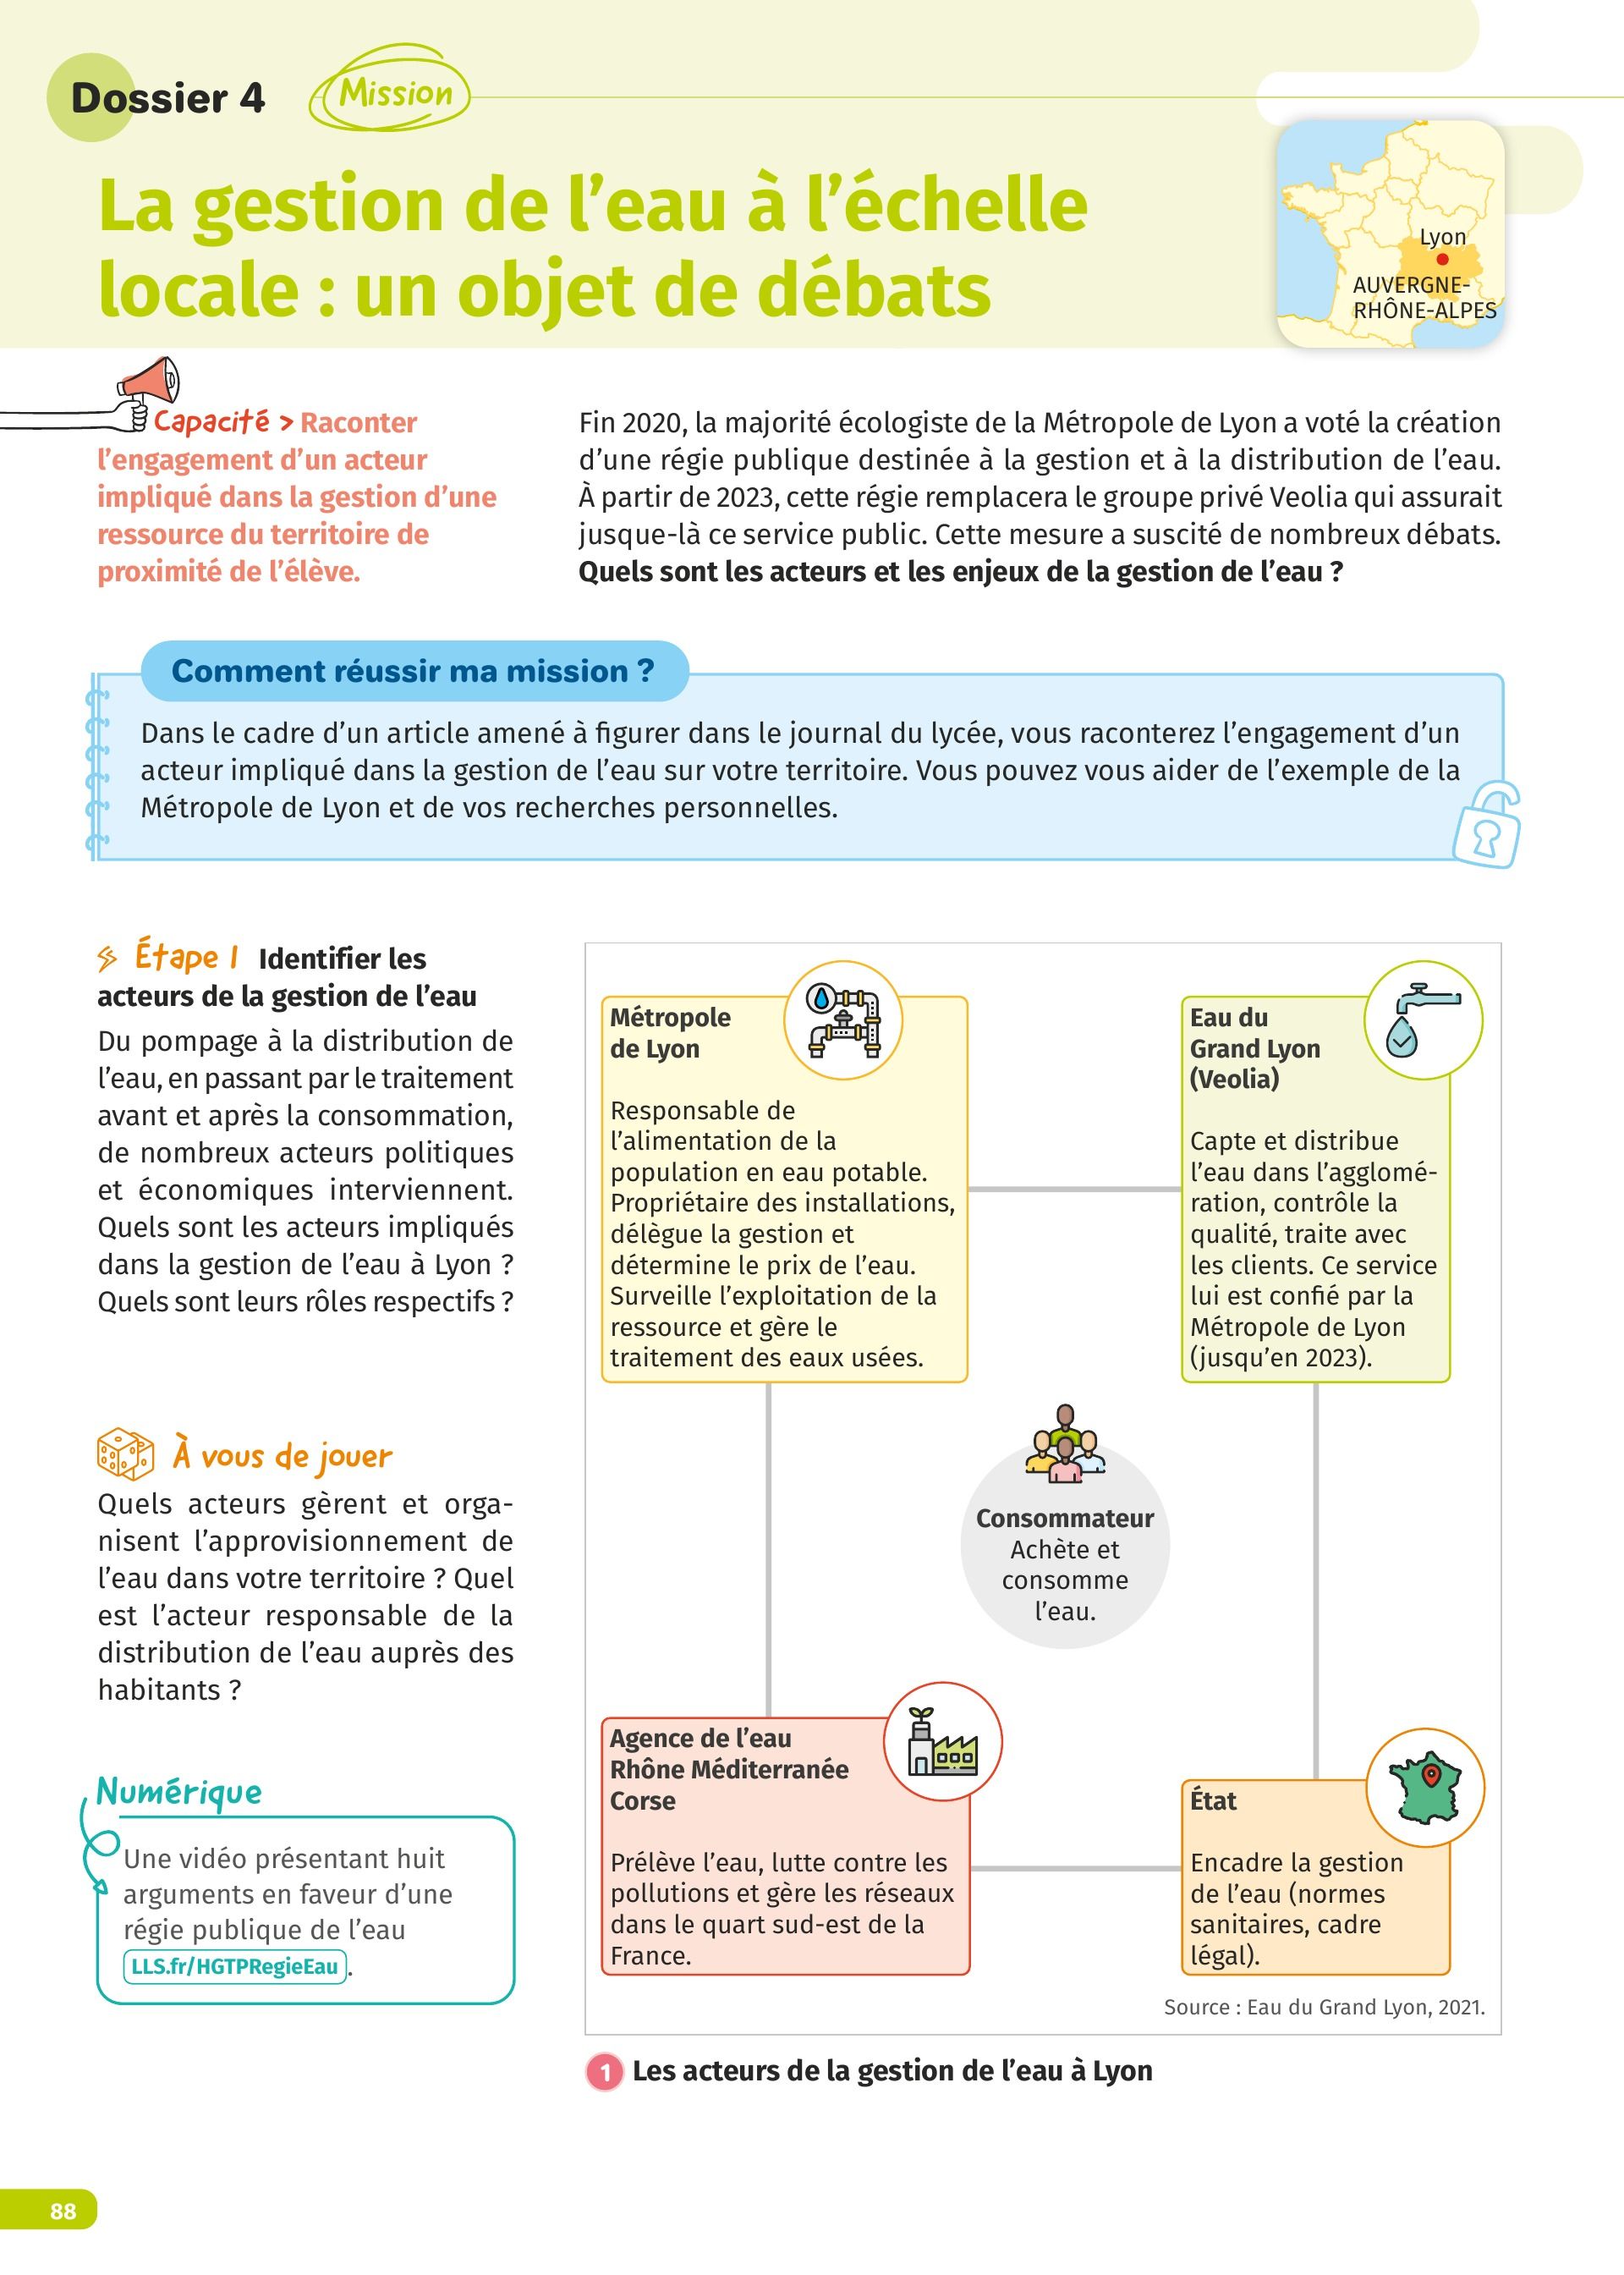 Dossier 4
Mission
La gestion de l'eau à l'échelle
locale : un objet de débats
Lyon
AUVERGNE-
RHÔNE-ALPES
Capacité > Raconter
l'engagement d'un acteur
impliqué dans la gestion d'une
ressource du territoire de
proximité de l'élève.
Fin 2020, la majorité écologiste de la Métropole de Lyon a voté la création
d'une régie publique destinée à la gestion et à la distribution de l'eau.
À partir de 2023, cette régie remplacera le groupe privé Veolia qui assurait
jusque-là ce service public. Cette mesure a suscité de nombreux débats.
Quels sont les acteurs et les enjeux de la gestion de l'eau ?
Comment réussir ma mission ?
Dans le cadre d'un article amené à figurer dans le journal du lycée, vous raconterez l'engagement d'un
acteur impliqué dans la gestion de l'eau sur votre territoire. Vous pouvez vous aider de l'exemple de la
Métropole de Lyon et de vos recherches personnelles.
Étape 1 Identifier les
acteurs de la gestion de l'eau
Du pompage à la distribution de
l'eau, en passant par le traitement
avant et après la consommation,
de nombreux acteurs politiques
et économiques interviennent.
Quels sont les acteurs impliqués
dans la gestion de l'eau à Lyon ?
Quels sont leurs rôles respectifs ?
À vous de jouer
Quels acteurs gèrent et orga-
nisent l'approvisionnement de
l'eau dans votre territoire ? Quel
est l'acteur responsable de la
distribution de l'eau auprès des
habitants ?
Numérique
Une vidéo présentant huit
arguments en faveur d'une
régie publique de l'eau
LLS.fr/HGTPRegieEau.
Métropole
de Lyon
Responsable de
l'alimentation de la
population en eau potable.
Propriétaire des installations,
délègue la gestion et
détermine le prix de l'eau.
Surveille l'exploitation de la
ressource et gère le
traitement des eaux usées.
Eau du
Grand Lyon
(Veolia)
Capte et distribue
l'eau dans l'agglomé-
ration, contrôle la
qualité, traite avec
les clients. Ce service
lui est confié par la
Métropole de Lyon
(jusqu'en 2023).
Consommateur
Achète et
consomme
l'eau.
Agence de l'eau
Rhône Méditerranée
Corse
Prélève l'eau, lutte contre les
pollutions et gère les réseaux
dans le quart sud-est de la
France.
État
Encadre la gestion
de l'eau (normes
sanitaires, cadre
légal).
Source : Eau du Grand Lyon, 2021.
1 Les acteurs de la gestion de l'eau à Lyon
88